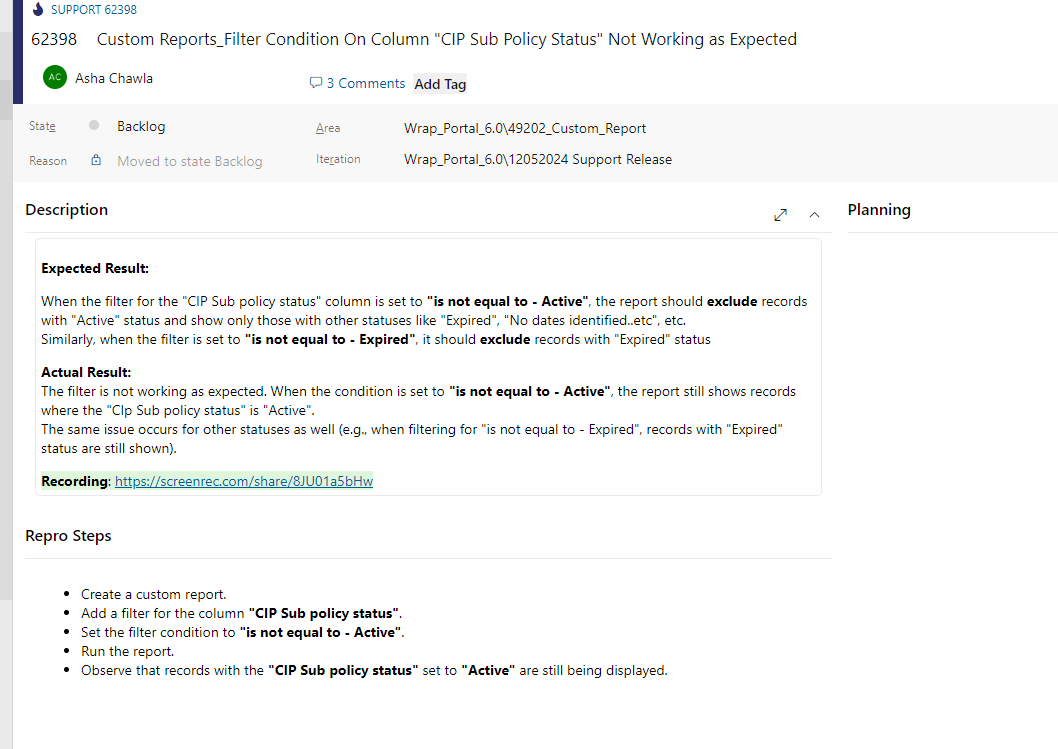 SUPPORT 62398
62398 Custom Reports_Filter Condition On Column "CIP Sub Policy Status" Not Working as Expected
AC Asha Chawla
3 Comments Add Tag
State Backlog
Area Wrap_Portal_6.0\49202_Custom_Report
Reason Moved to state Backlog
Iteration Wrap_Portal_6.0\12052024 Support Release
Description
Planning
Expected Result:
When the filter for the "CIP Sub policy status" column is set to "is not equal to - Active", the report should exclude records
with "Active" status and show only those with other statuses like "Expired", "No dates identified..etc", etc.
Similarly, when the filter is set to "is not equal to - Expired", it should exclude records with "Expired" status
Actual Result:
The filter is not working as expected. When the condition is set to "is not equal to - Active", the report still shows records
where the "CIp Sub policy status" is "Active".
The same issue occurs for other statuses as well (e.g., when filtering for "is not equal to - Expired", records with "Expired"
status are still shown).
Recording: https://screenrec.com/share/8JU01a5bHw
Repro Steps
• Create a custom report.
• Add a filter for the column "CIP Sub policy status".
• Set the filter condition to "is not equal to - Active".
• Run the report.
• Observe that records with the "CIP Sub policy status" set to "Active" are still being displayed.